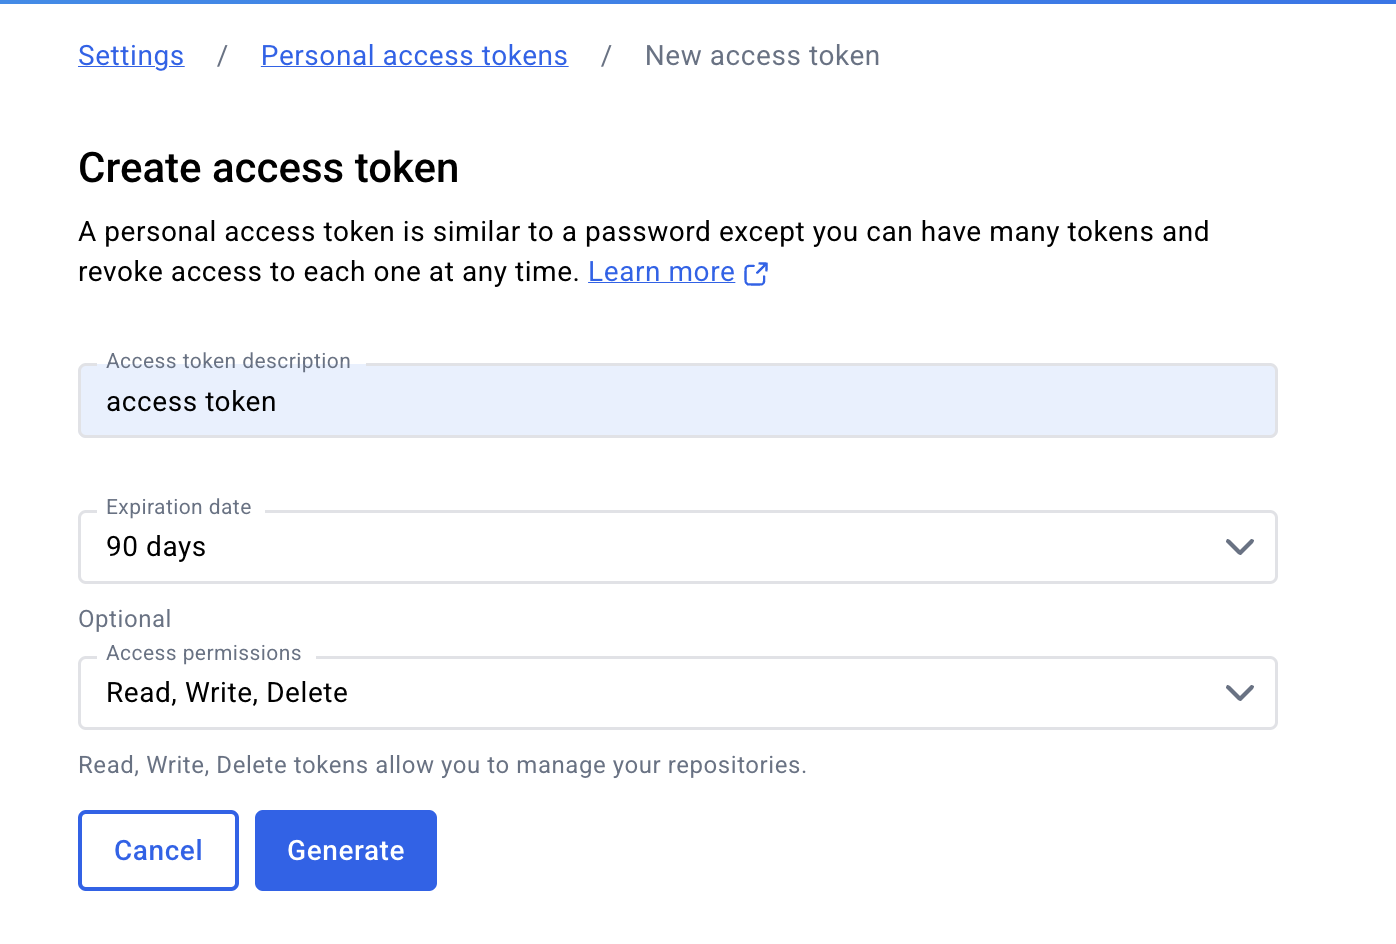 Settings / Personal access tokens / New access token
Create access token
A personal access token is similar to a password except you can have many tokens and
revoke access to each one at any time. Learn more
Access token description
access token
Expiration date
90 days
Optional
Access permissions
Read, Write, Delete
Read, Write, Delete tokens allow you to manage your repositories.
Cancel Generate